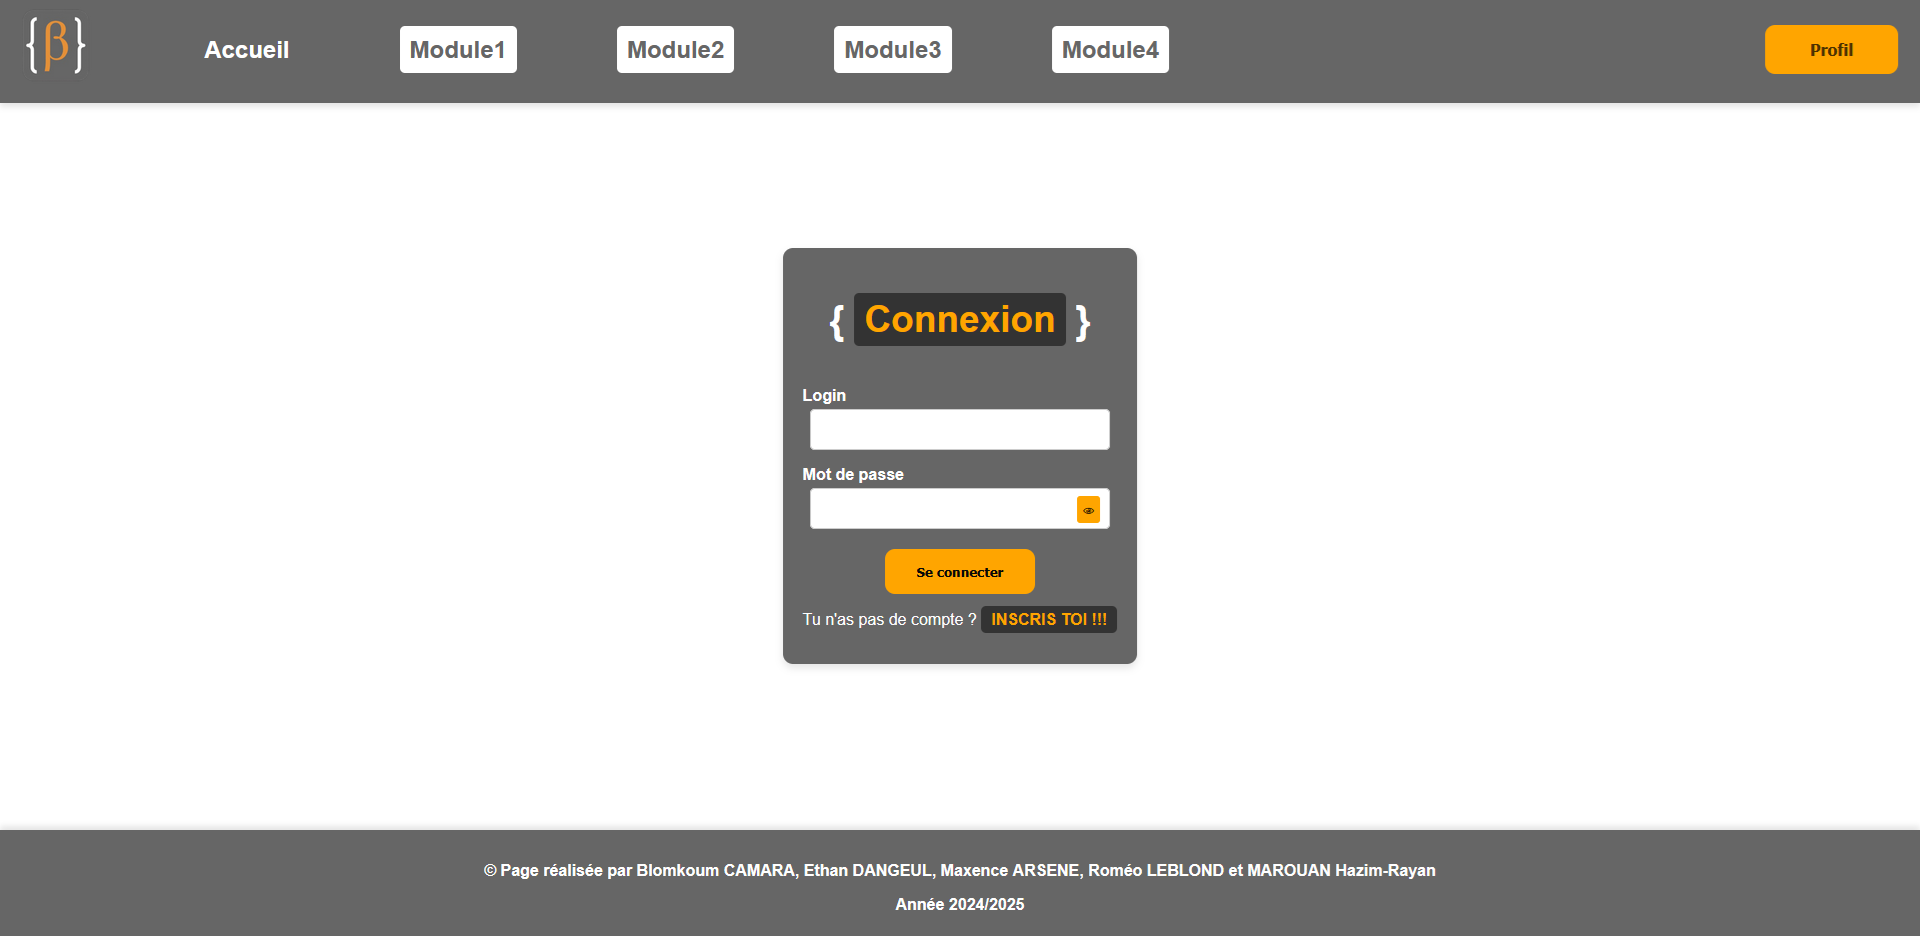 {β}
Accueil
Module1
Module2
Module3
Module4
Profil
{ Connexion }
Login
Mot de passe
Se connecter
Tu n'as pas de compte ? INSCRIS TOI !!!
© Page réalisée par Blomkoum CAMARA, Ethan DANGEUL, Maxence ARSENE, Roméo LEBLOND et MAROUAN Hazim-Rayan
Année 2024/2025